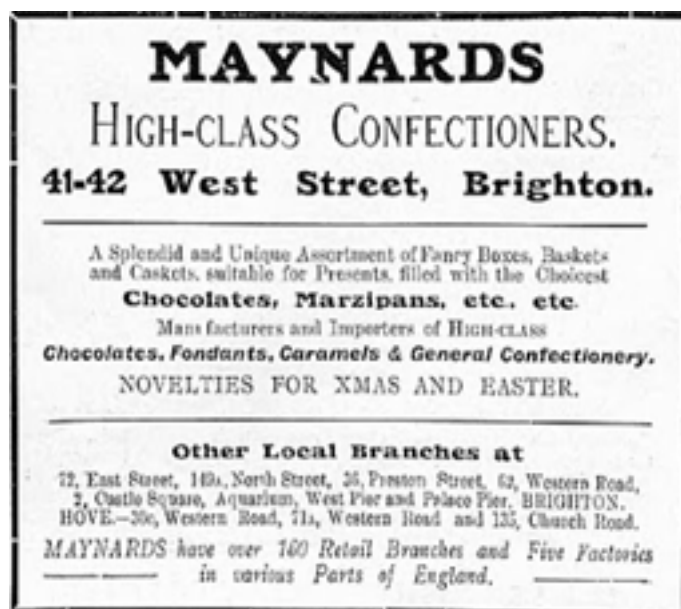 MAYNARDS
HIGH-CLASS CONFECTIONERS.
41-42 West Street, Brighton.
A Splendid and Unique Assortment of Fancy Boxes, Baskets
and Caskets, suitable for Presents, filled with the Choicest
Chocolates, Marzipans, etc., etc.
Manufacturers and Importers of HIGH-CLASS
Chocolates, Fondants, Caramels & General Confectionery.
NOVELTIES FOR XMAS AND EASTER.
Other Local Branches at
72, East Street, 149A, North Street, 36, Preston Street, 62, Western Road,
2, Castle Square, Aquarium, West Pier and Palace Pier, BRIGHTON.
HOVE.—Western Road, Western Road and 135, Church Road.
MAYNARDS have over 160 Retail Branches and Five Factories
in various Parts of England.